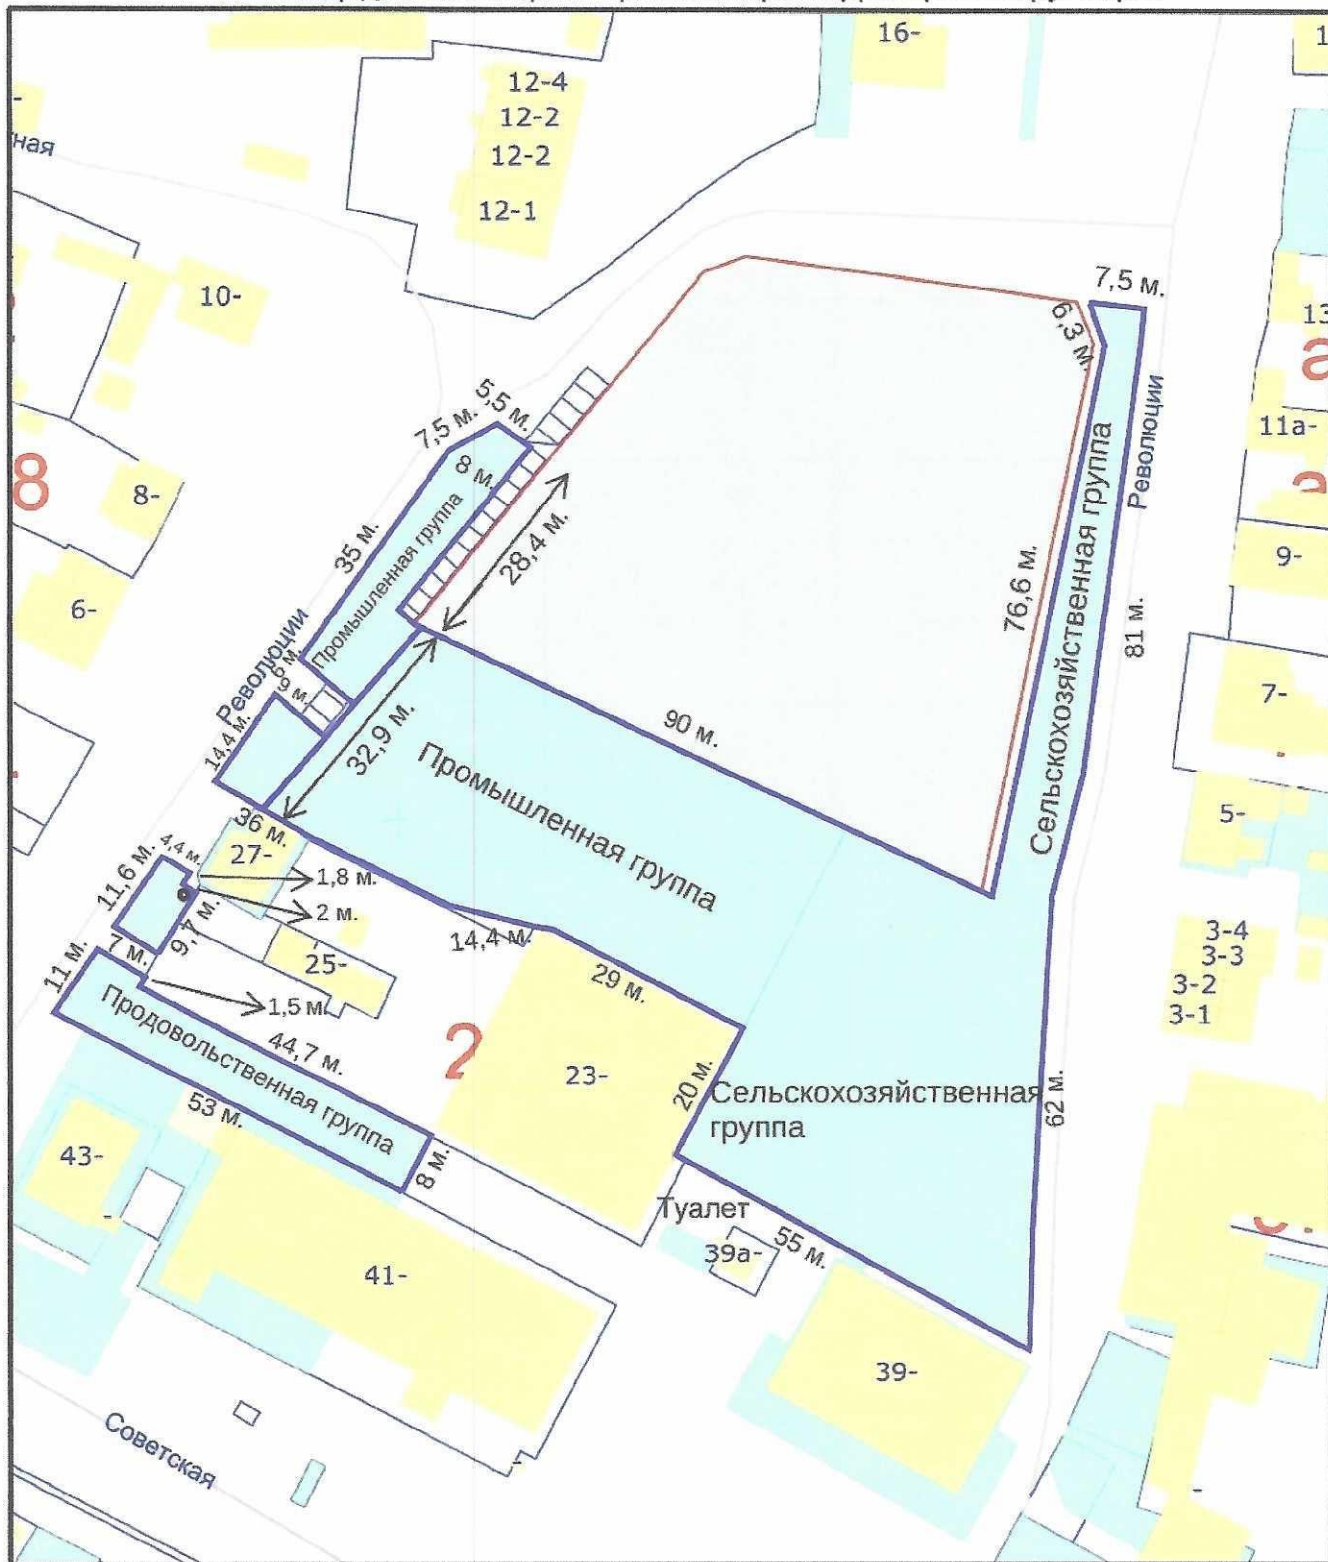 16-
1
12-4
12-2
12-2
12-1
ная
10-
7,5 м.
6,3 м.
13
Революции
11а-
5,5 м.
7,5 м.
8 м.
8
8-
35 м.
Промышленная группа
28,4 м.
Сельскохозяйственная группа
9-
6-
76,6 м.
81 м.
Революции
6 м.
9 м.
7-
14,4 м.
32,9 м.
90 м.
Промышленная группа
5-
36 м.
27-
4,4 м.
1,8 м.
11,6 м.
2 м.
9,7 м.
7 м.
14,4 м.
3-4
3-3
3-2
3-1
11 м.
25-
29 м.
1,5 м.
Продовольственная группа
44,7 м.
2
23-
20 м.
Сельскохозяйственная
группа
62 м.
53 м.
43-
8 м.
Туалет
39а-
55 м.
41-
39-
Советская